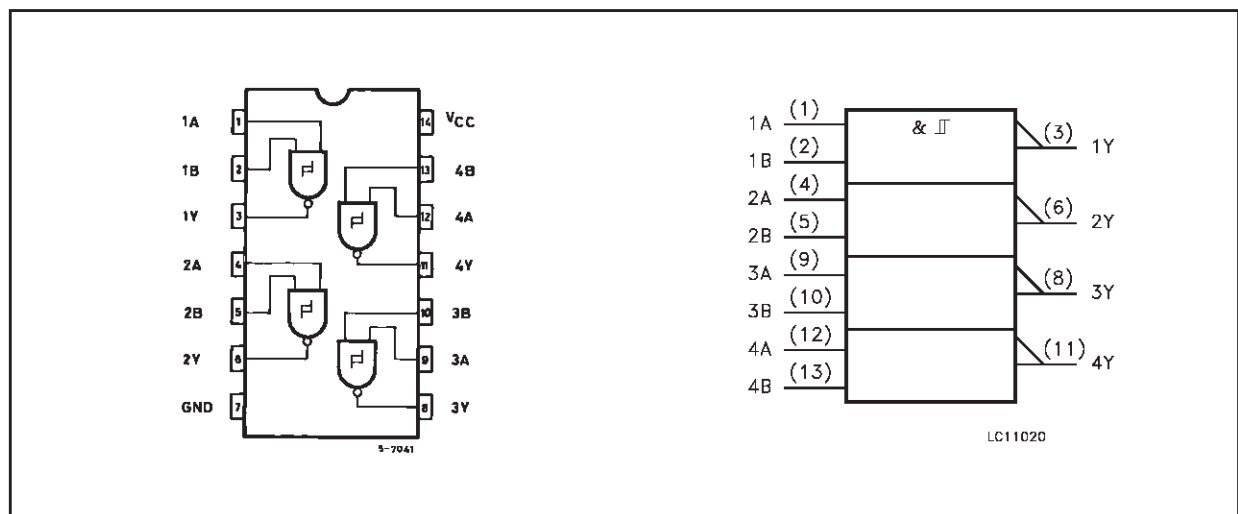 1A 1 14 VCC
1B 2 13 4B
1Y 3 12 4A
2A 4 11 4Y
2B 5 10 3B
2Y 6 9 3A
GND 7 8 3Y
5-7041
& 
1A (1) (3) 1Y
1B (2)
2A (4) (6) 2Y
2B (5)
3A (9) (8) 3Y
3B (10)
4A (12) (11) 4Y
4B (13)
LC11020